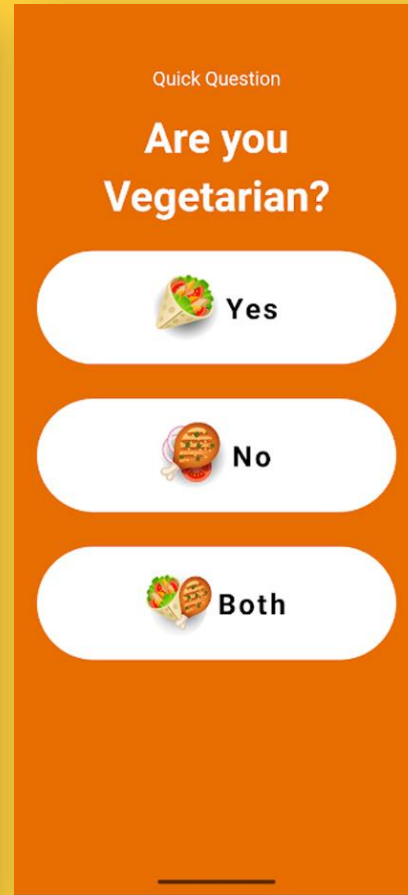 Quick Question
Are you
Vegetarian?
Yes
No
Both